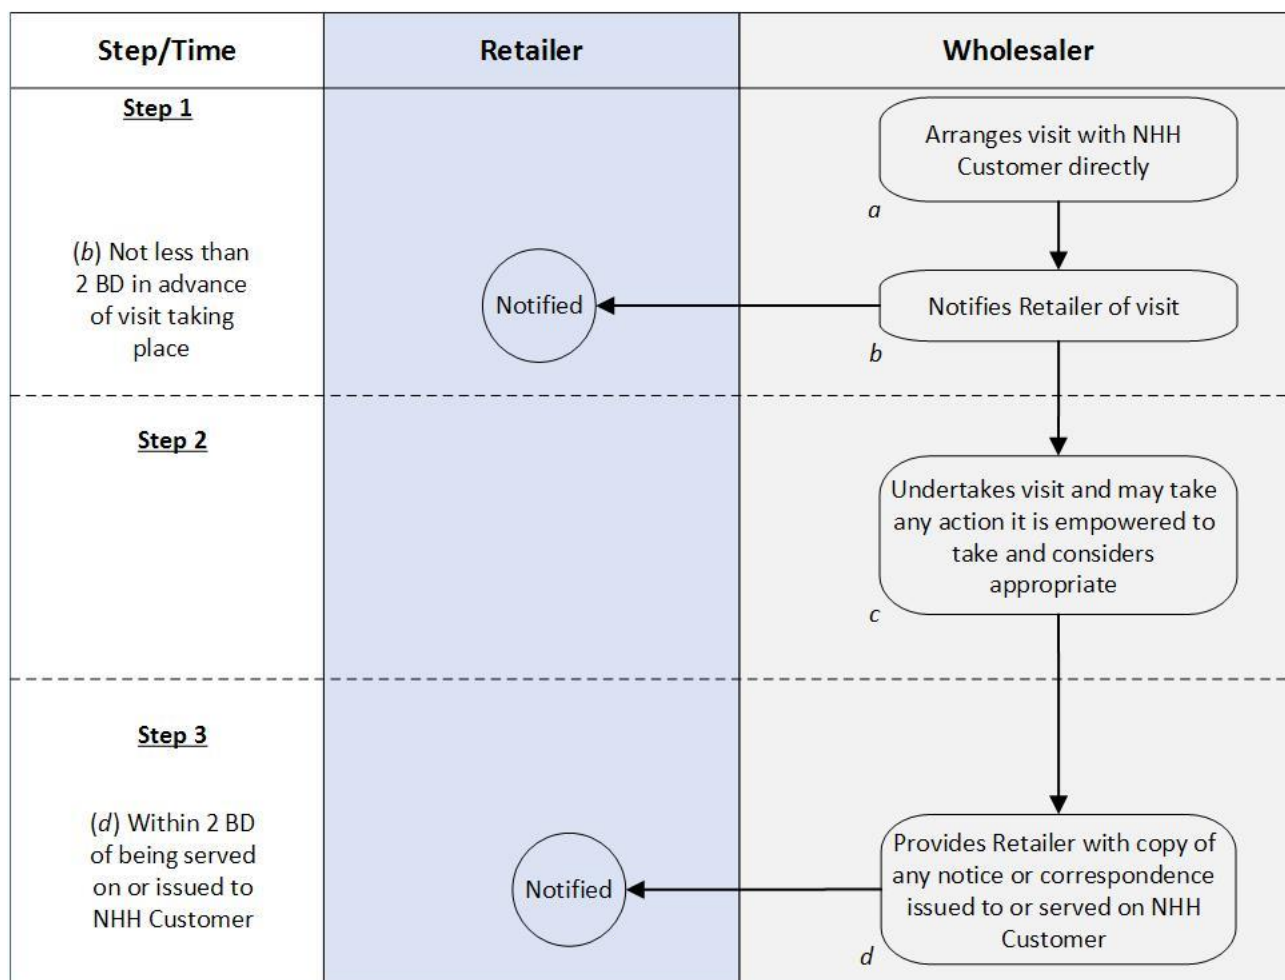 Step/Time
Retailer
Wholesaler
Step 1
Arranges visit with NHH
Customer directly
a
(b) Not less than
2 BD in advance
of visit taking
place
Notified
Notifies Retailer of visit
b
Step 2
Undertakes visit and may take
any action it is empowered to
take and considers
appropriate
c
Step 3
(d) Within 2 BD
of being served
on or issued to
NHH Customer
Notified
Provides Retailer with copy of
any notice or correspondence
issued to or served on NHH
Customer
d